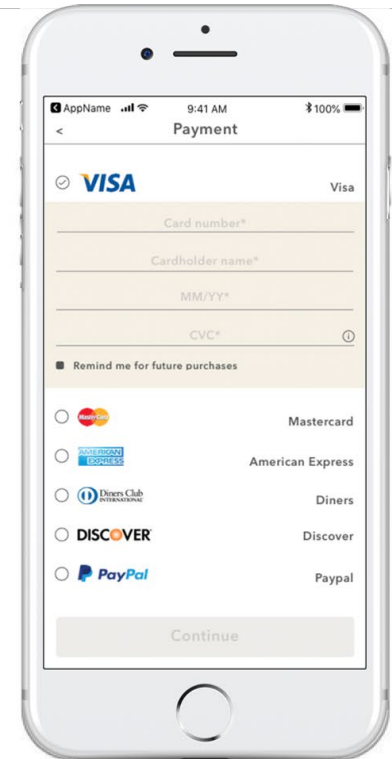 AppName 9:41 AM 100%
< Payment
VISA Visa
Card number*
Cardholder name*
MM/YY*
CVC*
Remind me for future purchases
MasterCard Mastercard
AMERICAN EXPRESS American Express
Diners Club INTERNATIONAL Diners
DISCOVER Discover
PayPal Paypal
Continue